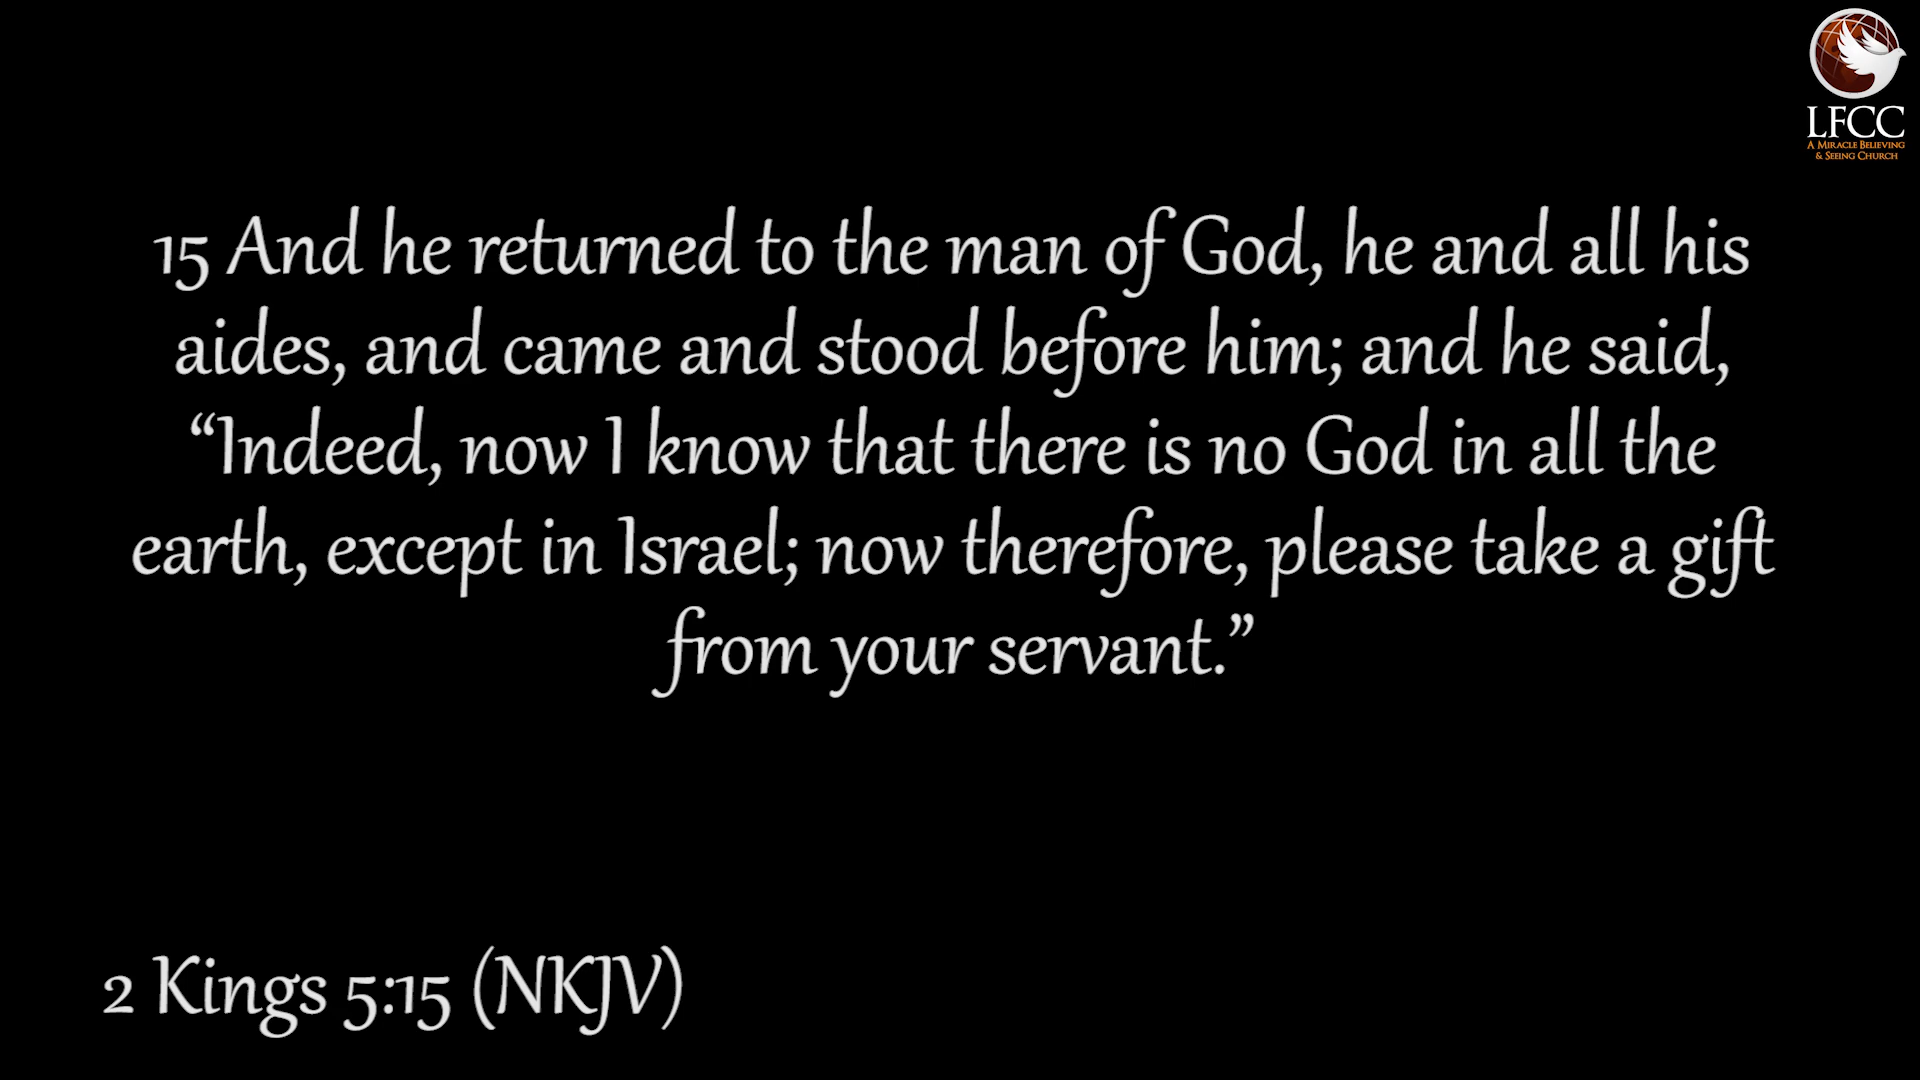 LFCC
A Miracle Believing
& Seeing Church
15 And he returned to the man of God, he and all his
aides, and came and stood before him; and he said,
“Indeed, now I know that there is no God in all the
earth, except in Israel; now therefore, please take a gift
from your servant.”
2 Kings 5:15 (NKJV)